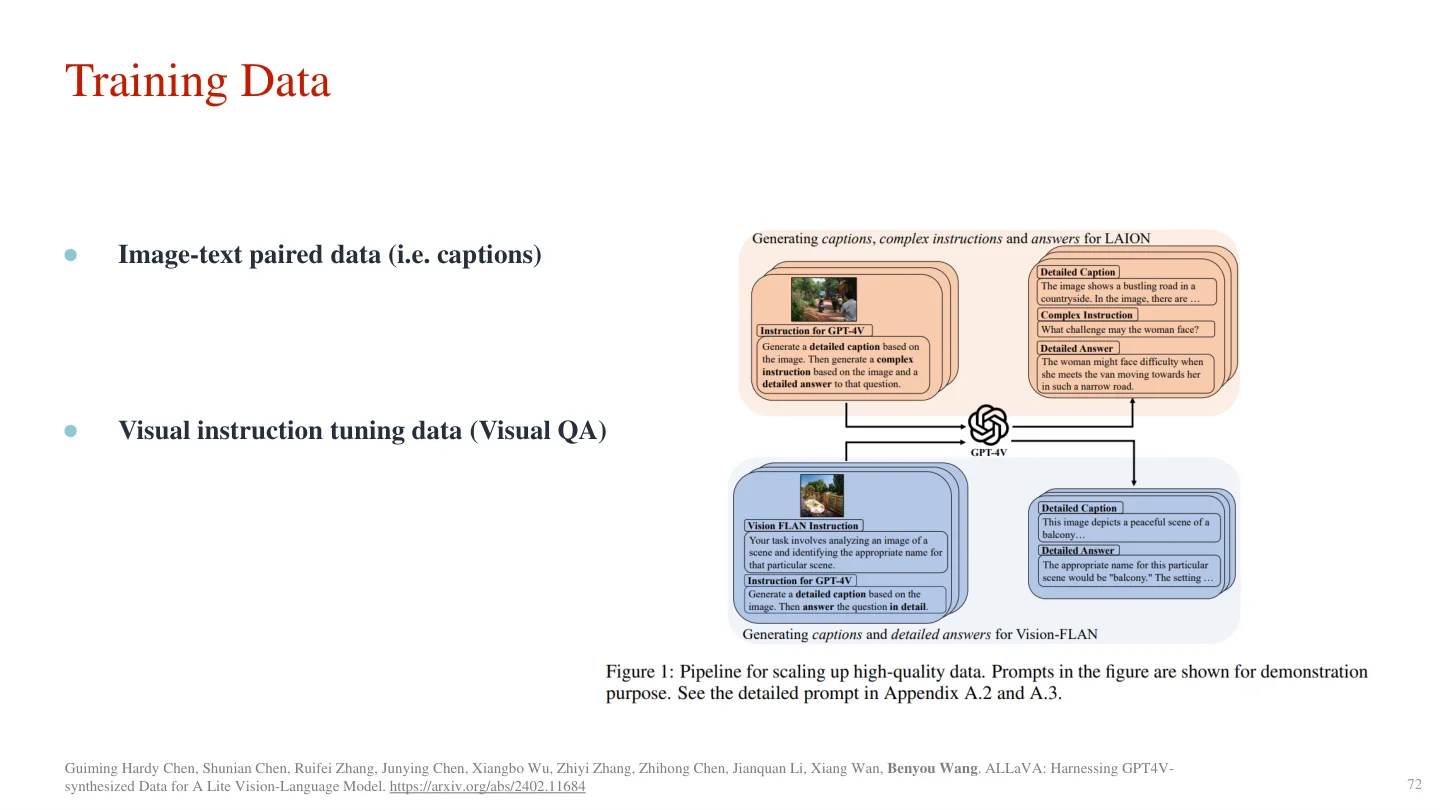 Training Data
Image-text paired data (i.e. captions)
Visual instruction tuning data (Visual QA)
Generating captions, complex instructions and answers for LAION
Instruction for GPT-4V
Generate a detailed caption based on
the image. Then generate a complex
instruction based on the image and a
detailed answer to that question.
Detailed Caption
The image shows a bustling road in a
countryside. In the image, there are …
Complex Instruction
What challenge may the woman face?
Detailed Answer
The woman might face difficulty when
she meets the van moving towards her
in such a narrow road.
GPT-4V
Vision FLAN Instruction
Your task involves analyzing an image of a
scene and identifying the appropriate name for
that particular scene.
Instruction for GPT-4V
Generate a detailed caption based on the
image. Then answer the question in detail.
Detailed Caption
This image depicts a peaceful scene of a
balcony…
Detailed Answer
The appropriate name for this particular
scene would be "balcony." The setting …
Generating captions and detailed answers for Vision-FLAN
Figure 1: Pipeline for scaling up high-quality data. Prompts in the figure are shown for demonstration
purpose. See the detailed prompt in Appendix A.2 and A.3.
Guiming Hardy Chen, Shunian Chen, Ruifei Zhang, Junying Chen, Xiangbo Wu, Zhiyi Zhang, Zhihong Chen, Jianquan Li, Xiang Wan, Benyou Wang. ALLaVA: Harnessing GPT4V-
synthesized Data for A Lite Vision-Language Model. https://arxiv.org/abs/2402.11684
72